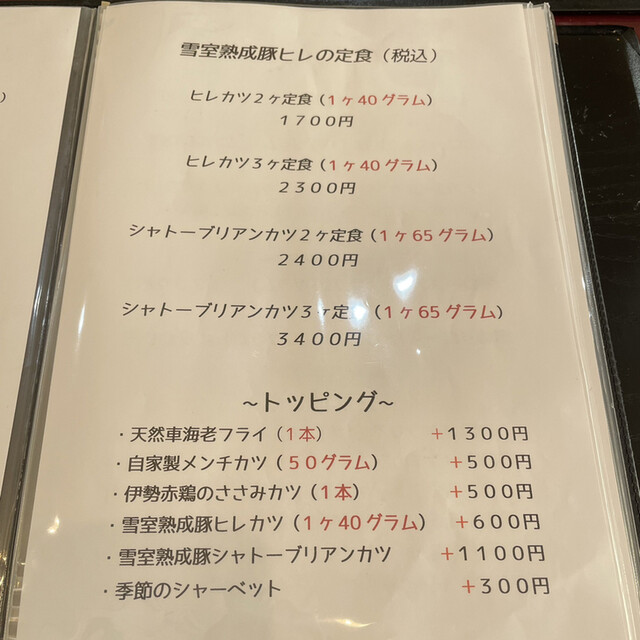 ）
雪室熟成豚ヒレの定食（税込）
ヒレカツ２ヶ定食（１ヶ40グラム）
１７００円
ヒレカツ３ヶ定食（１ヶ40グラム）
２３００円
シャトーブリアンカツ２ヶ定食（１ヶ65グラム）
２４００円
シャトーブリアンカツ３ヶ定（１ヶ65グラム）
３４００円
～トッピング～
・天然車海老フライ（１本） ＋１３００円
・自家製メンチカツ（５０グラム） ＋５００円
・伊勢赤鶏のささみカツ（１本） ＋５００円
・雪室熟成豚ヒレカツ（１ヶ40グラム） ＋６００円
・雪室熟成豚シャトーブリアンカツ ＋１１００円
・季節のシャーベット ＋３００円